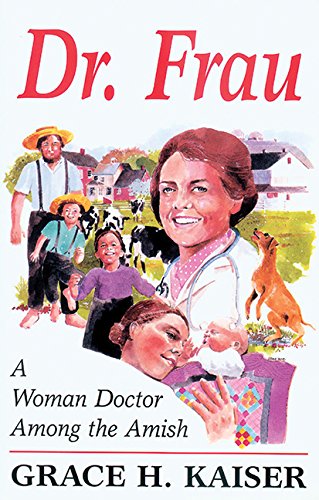 Dr. Frau
A
Woman Doctor
Among the Amish
GRACE H. KAISER